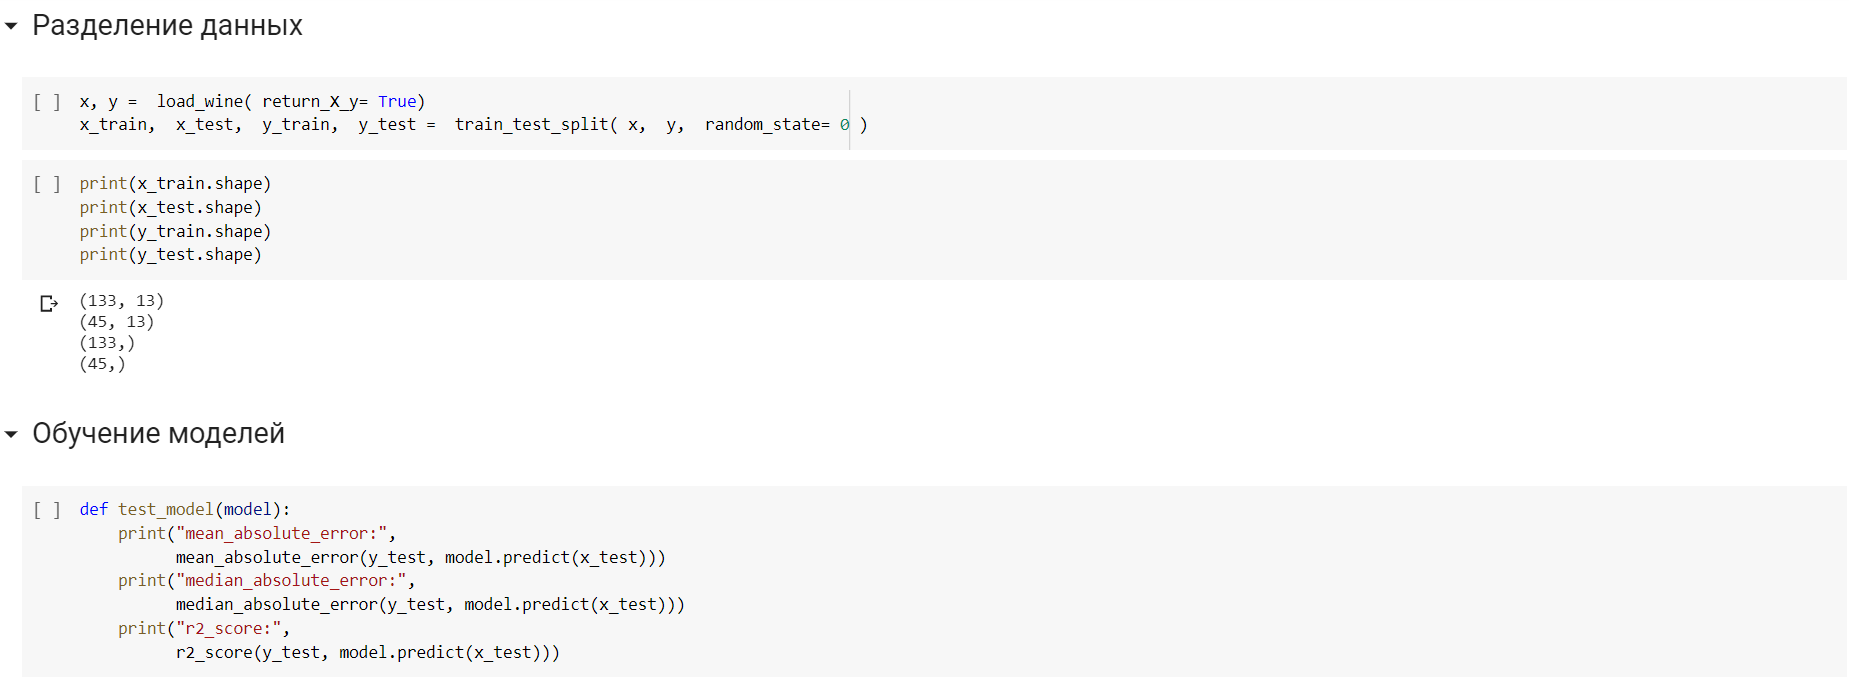 Разделение данных
[ ] x, y =  load_wine( return_X_y= True)
x_train,  x_test,  y_train,  y_test =  train_test_split( x,  y,  random_state= 0 )
[ ] print(x_train.shape)
print(x_test.shape)
print(y_train.shape)
print(y_test.shape)
(133, 13)
(45, 13)
(133,)
(45,)
Обучение моделей
[ ] def test_model(model):
    print("mean_absolute_error:",
          mean_absolute_error(y_test, model.predict(x_test)))
    print("median_absolute_error:",
          median_absolute_error(y_test, model.predict(x_test)))
    print("r2_score:",
          r2_score(y_test, model.predict(x_test)))